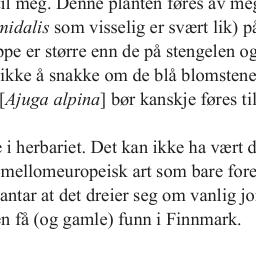 til meg. Denne planten føres av meg
midalis som visselig er svært lik) på
ppe er større enn de på stengelen og
ikke å snakke om de blå blomstene
[Ajuga alpina] bør kanskje føres til
i herbariet. Det kan ikke ha vært d
mellomeuropeisk art som bare fore
antar at det dreier seg om vanlig jo
en få (og gamle) funn i Finnmark.